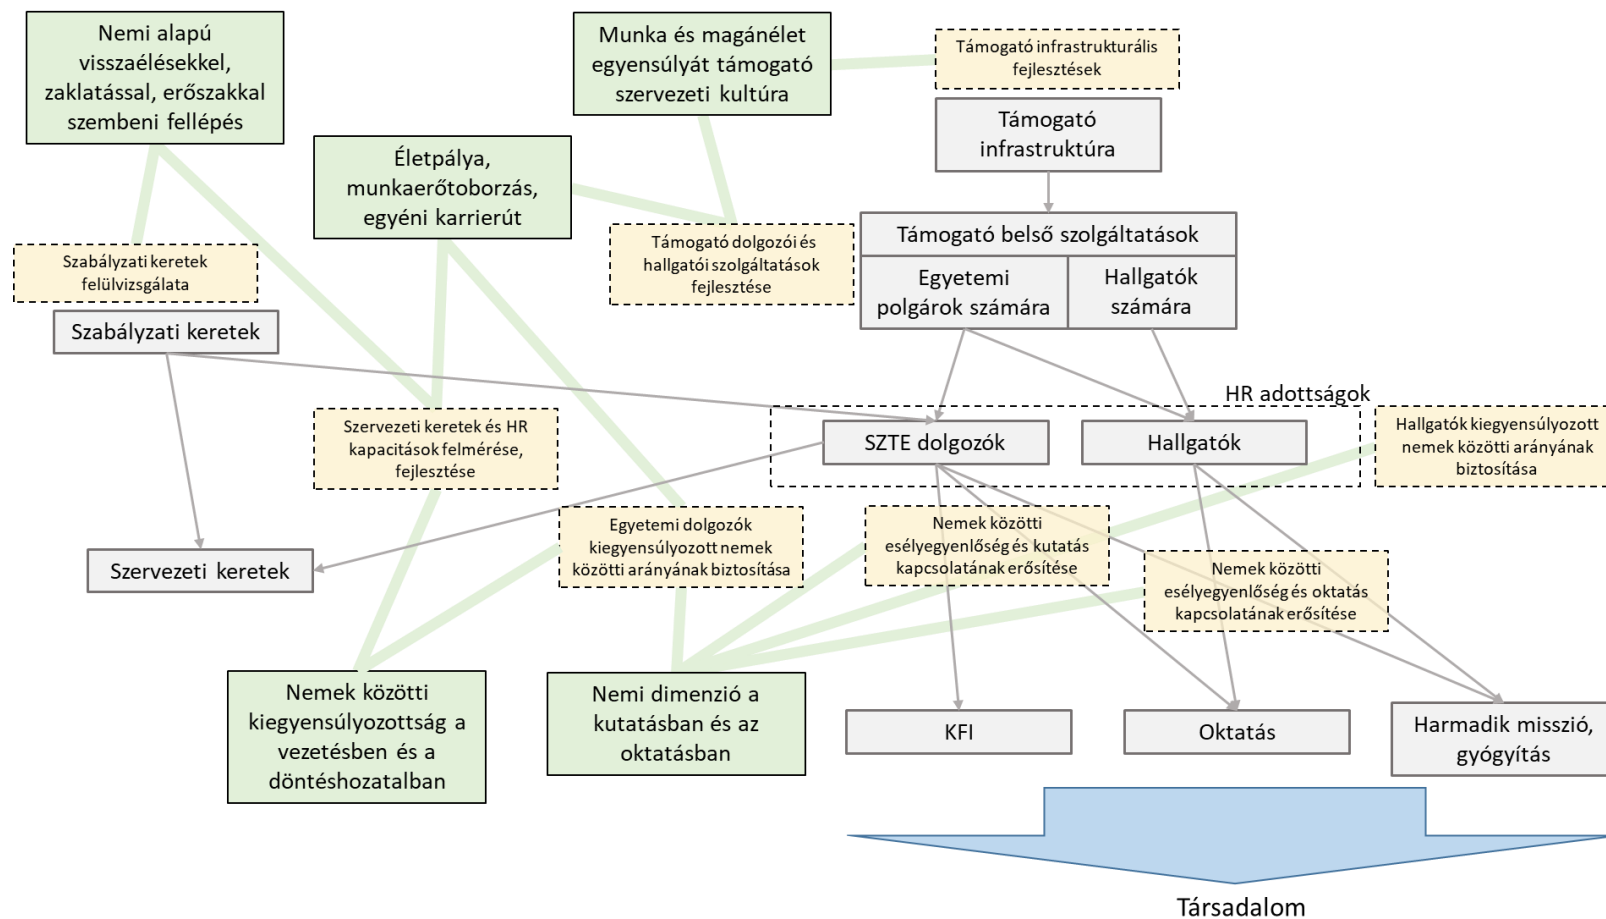 Nemi alapú
visszaélésekkel,
zaklatással, erőszakkal
szembeni fellépés
Munka és magánélet
egyensúlyát támogató
szervezeti kultúra
Támogató infrastrukturális
fejlesztések
Támogató
infrastruktúra
Életpálya,
munkaerőtoborzás,
egyéni karrierút
Támogató dolgozói és
hallgatói szolgáltatások
fejlesztése
Támogató belső szolgáltatások
Egyetemi
polgárok számára
Hallgatók
számára
Szabályzati keretek
felülvizsgálata
Szabályzati keretek
HR adottságok
Szervezeti keretek és HR
kapacitások felmérése,
fejlesztése
SZTE dolgozók
Hallgatók
Hallgatók kiegyensúlyozott
nemek közötti arányának
biztosítása
Szervezeti keretek
Egyetemi dolgozók
kiegyensúlyozott nemek
közötti arányának biztosítása
Nemek közötti
esélyegyenlőség és kutatás
kapcsolatának erősítése
Nemek közötti
esélyegyenlőség és oktatás
kapcsolatának erősítése
Nemek közötti
kiegyensúlyozottság a
vezetésben és a
döntéshozatalban
Nemi dimenzió a
kutatásban és az
oktatásban
KFI
Oktatás
Harmadik misszió,
gyógyítás
Társadalom